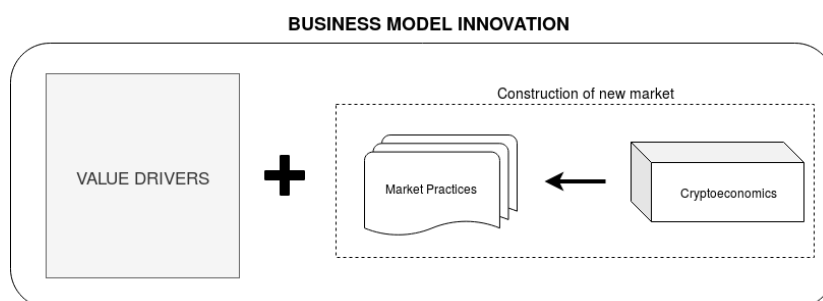 BUSINESS MODEL INNOVATION
Construction of new market
VALUE DRIVERS
Market Practices
Cryptoeconomics